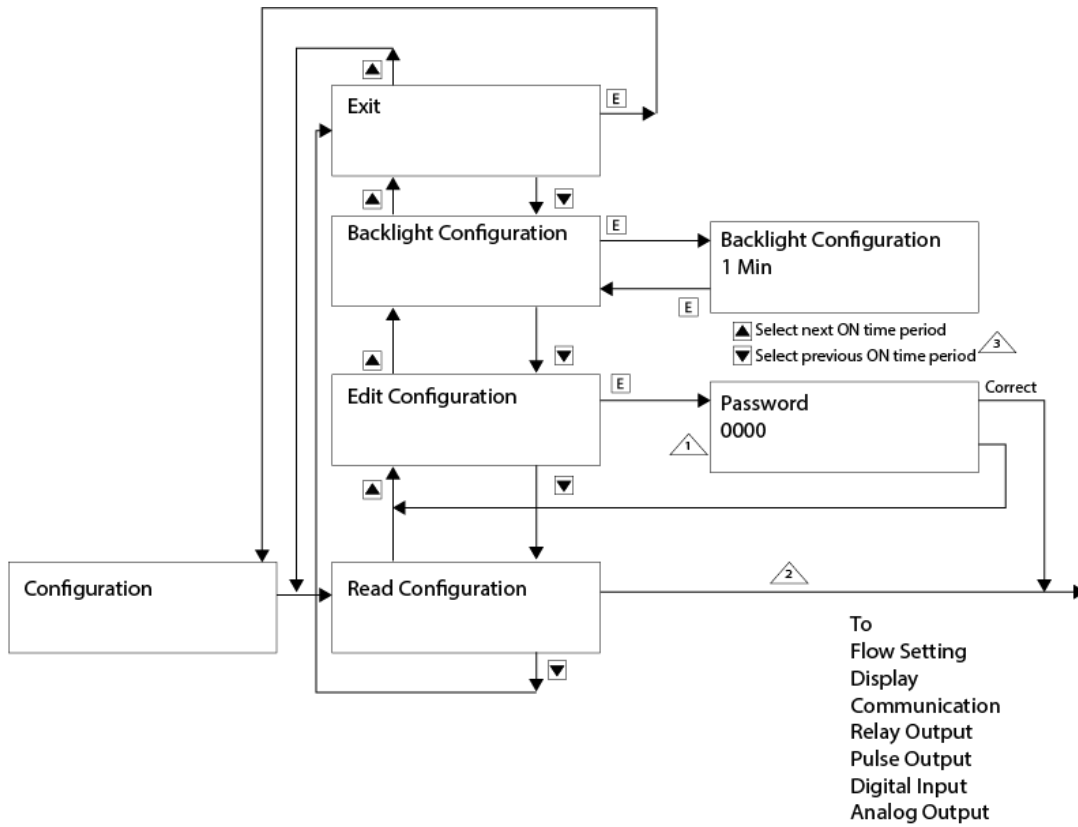 Exit
E
Backlight Configuration
E
Backlight Configuration
1 Min
E
Select next ON time period
Select previous ON time period
3
Edit Configuration
E
Password
0000
Correct
1
Configuration
Read Configuration
2
To
Flow Setting
Display
Communication
Relay Output
Pulse Output
Digital Input
Analog Output